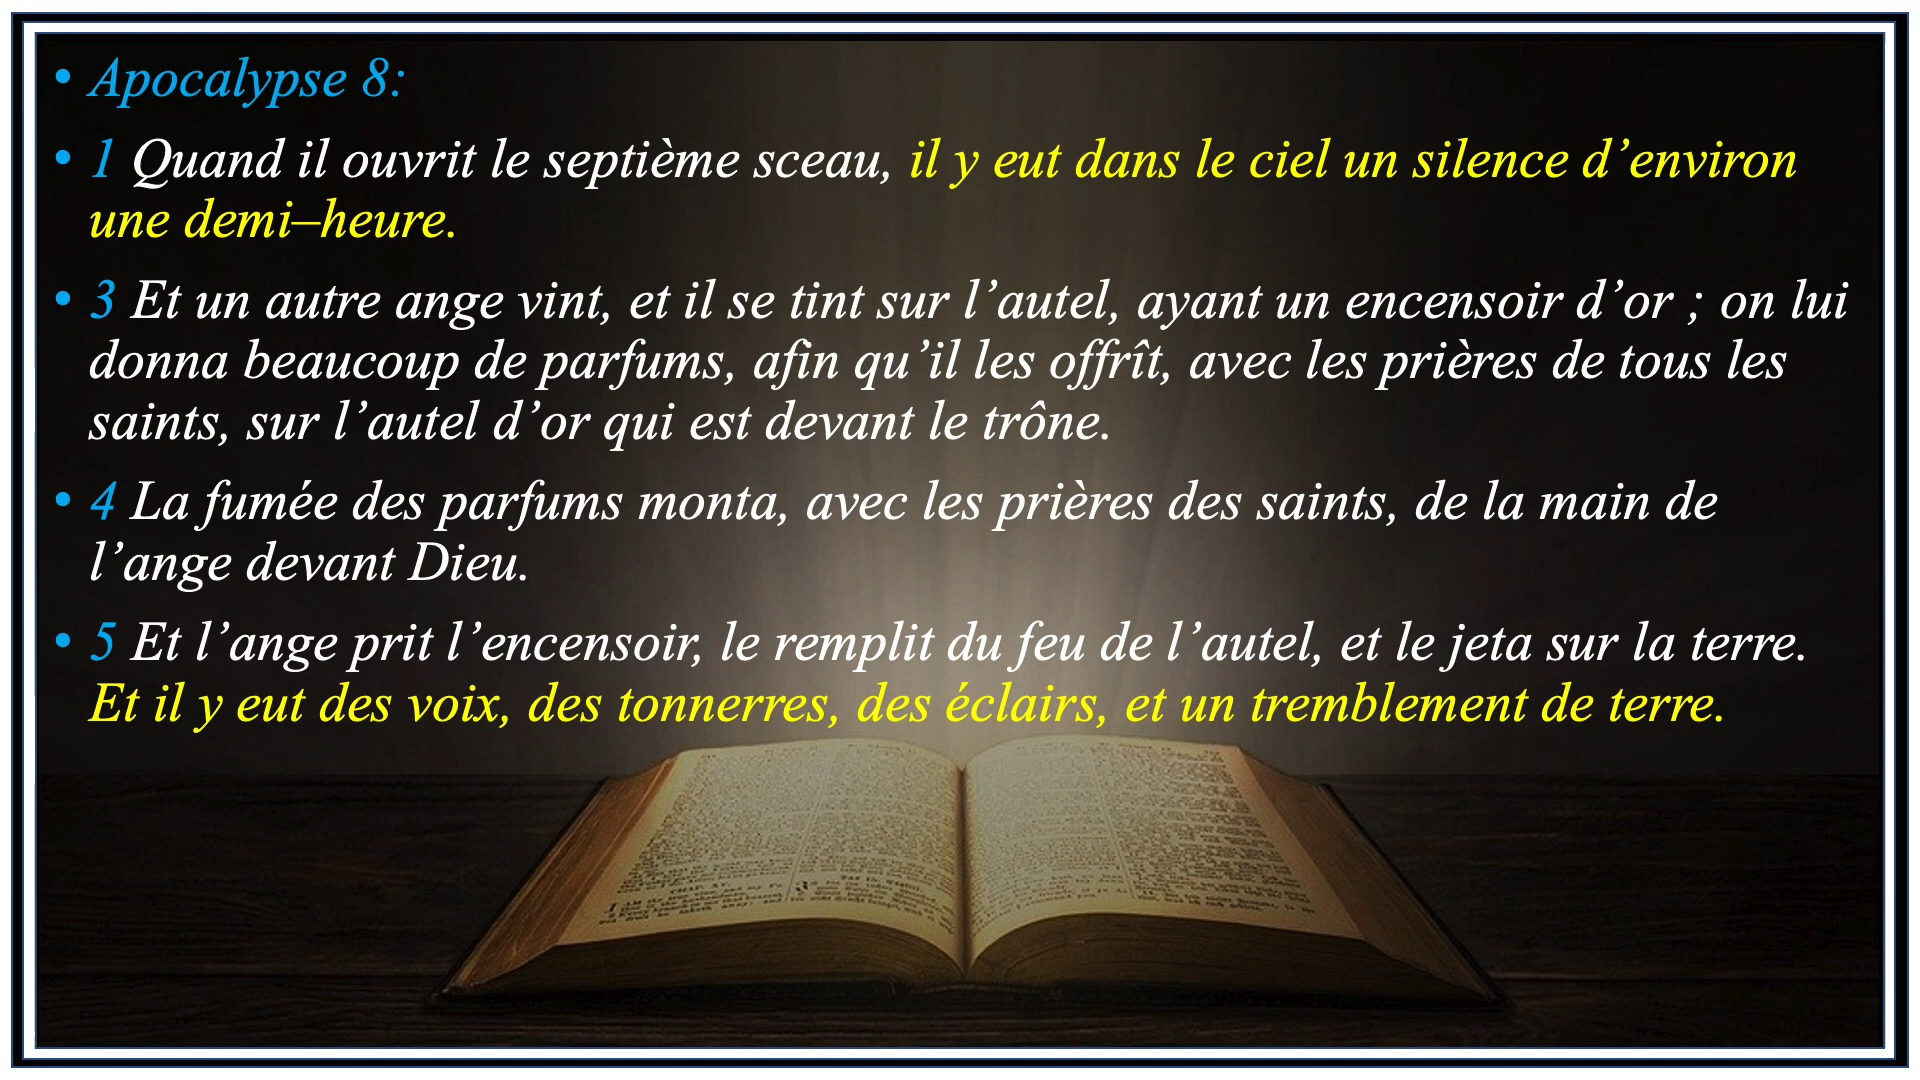 • Apocalypse 8:
• 1 Quand il ouvrit le septième sceau, il y eut dans le ciel un silence d’environ
une demi–heure.
• 3 Et un autre ange vint, et il se tint sur l’autel, ayant un encensoir d’or ; on lui
donna beaucoup de parfums, afin qu’il les offrît, avec les prières de tous les
saints, sur l’autel d’or qui est devant le trône.
• 4 La fumée des parfums monta, avec les prières des saints, de la main de
l’ange devant Dieu.
• 5 Et l’ange prit l’encensoir, le remplit du feu de l’autel, et le jeta sur la terre.
Et il y eut des voix, des tonnerres, des éclairs, et un tremblement de terre.